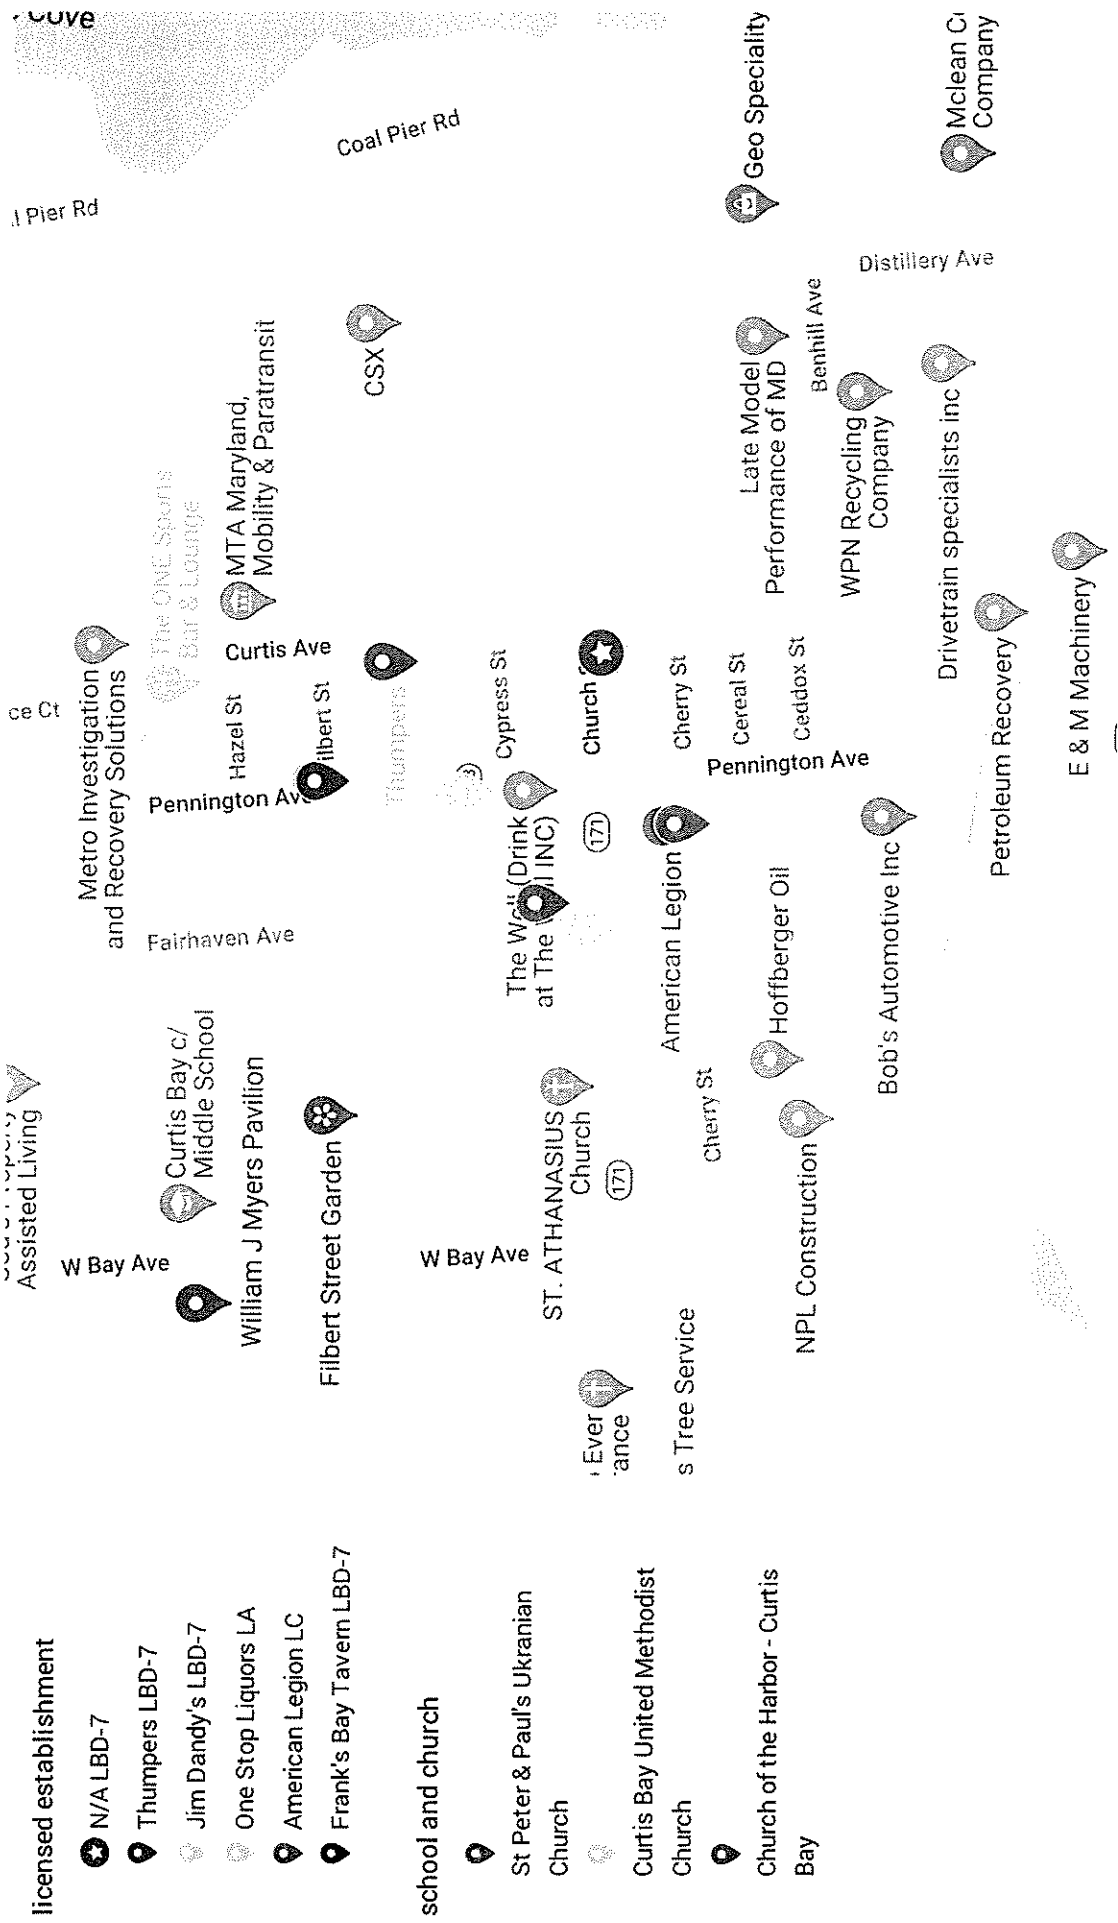 licensed establishment
N/A LBD-7
Thumpers LBD-7
Jim Dandy's LBD-7
One Stop Liquors LA
American Legion LC
Frank's Bay Tavern LBD-7
school and church
St Peter & Paul's Ukranian
Church
Curtis Bay United Methodist
Church
Church of the Harbor - Curtis
Bay
Cove
Pier Rd
Coal Pier Rd
ce Ct
Metro Investigation
and Recovery Solutions
The ONE Sports
Bar & Lounge
MTA Maryland,
Mobility & Paratransit
CSX
Curtis Ave
Hazel St
ilbert St
Pennington Ave
Thumpers
Fairhaven Ave
Assisted Living
W Bay Ave
Curtis Bay c/
Middle School
William J Myers Pavilion
Filbert Street Garden
W Bay Ave
Cypress St
Church
The Wall (Drink
at The INC)
171
ST. ATHANASIUS
Church
171
Ever
ance
s Tree Service
Cherry St
Cereal St
Ceddox St
Pennington Ave
American Legion
Cherry St
Hoffberger Oil
NPL Construction
Bob's Automotive Inc
Geo Speciality
Late Model
Performance of MD
Benhill Ave
WPN Recycling
Company
Distillery Ave
Mclean C
Company
Drivetrain specialists inc
Petroleum Recovery
E & M Machinery